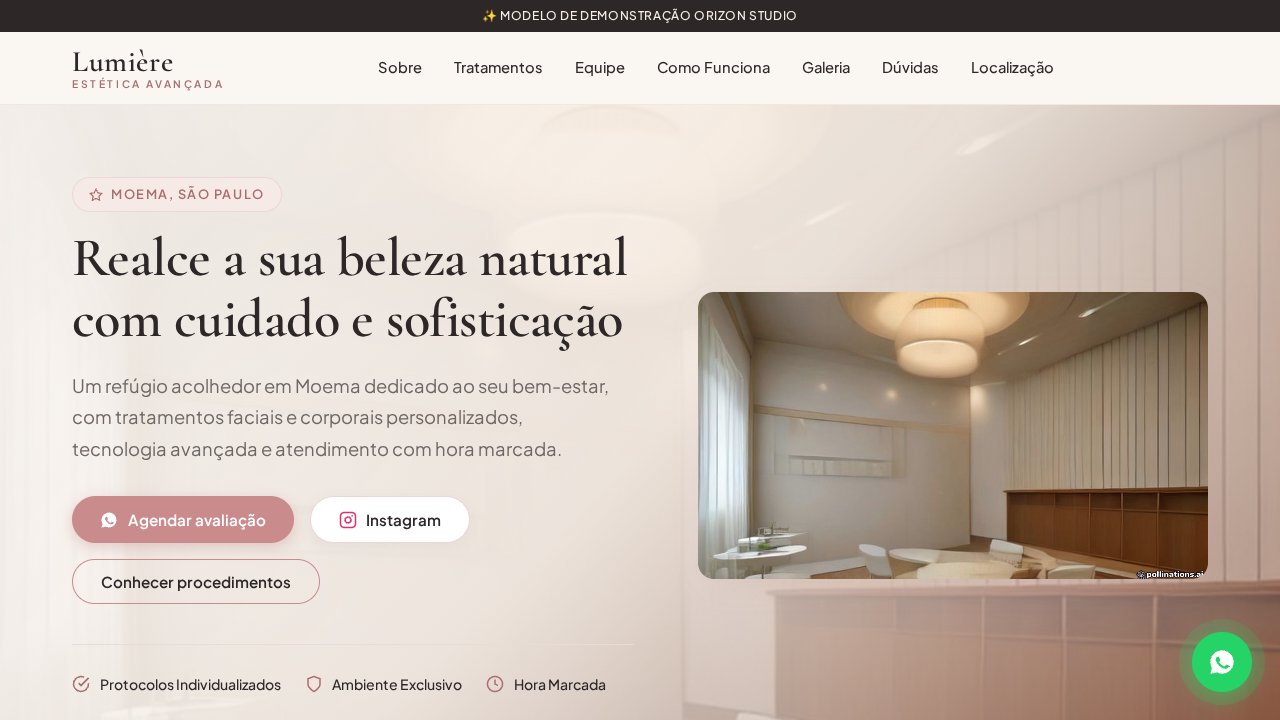 ✨ MODELO DE DEMONSTRAÇÃO ORIZON STUDIO
Lumière
ESTÉTICA AVANÇADA
Sobre Tratamentos Equipe Como Funciona Galeria Dúvidas Localização
MOEMA, SÃO PAULO
Realce a sua beleza natural
com cuidado e sofisticação
Um refúgio acolhedor em Moema dedicado ao seu bem-estar,
com tratamentos faciais e corporais personalizados,
tecnologia avançada e atendimento com hora marcada.
Agendar avaliação
Instagram
Conhecer procedimentos
Protocolos Individualizados
Ambiente Exclusivo
Hora Marcada
pollinations.ai